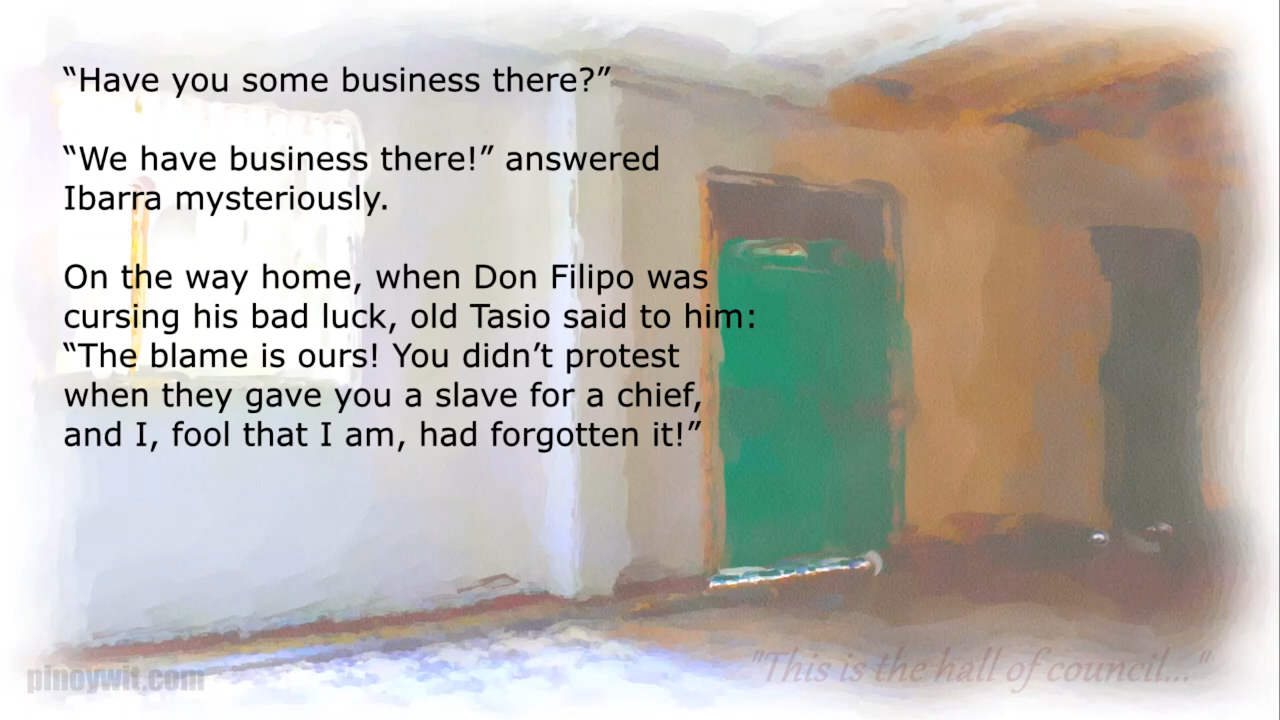 “Have you some business there?”
“We have business there!” answered
Ibarra mysteriously.
On the way home, when Don Filipo was
cursing his bad luck, old Tasio said to him:
“The blame is ours! You didn’t protest
when they gave you a slave for a chief,
and I, fool that I am, had forgotten it!”
pinoywit.com
"This is the hall of council..."